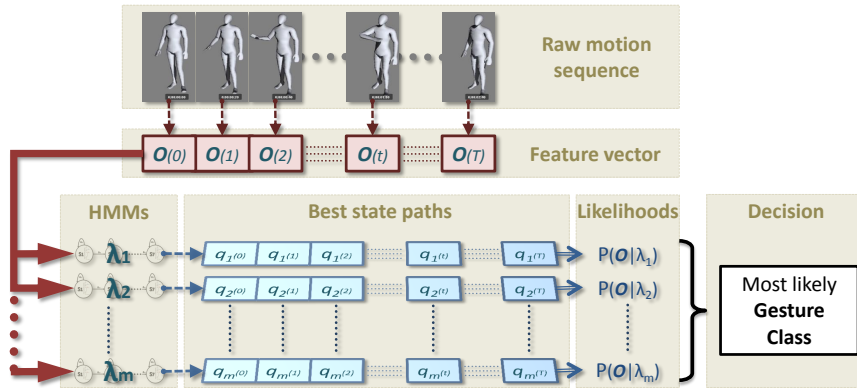 Raw motion
sequence
O(0) O(1) O(2) O(t) O(T)
Feature vector
HMMs Best state paths Likelihoods Decision
λ1 q1(0) q1(1) q1(2) q1(t) q1(T) P(O|λ1)
λ2 q2(0) q2(1) q2(2) q2(t) q2(T) P(O|λ2)
Most likely
Gesture
Class
λm qm(0) qm(1) qm(2) qm(t) qm(T) P(O|λm)